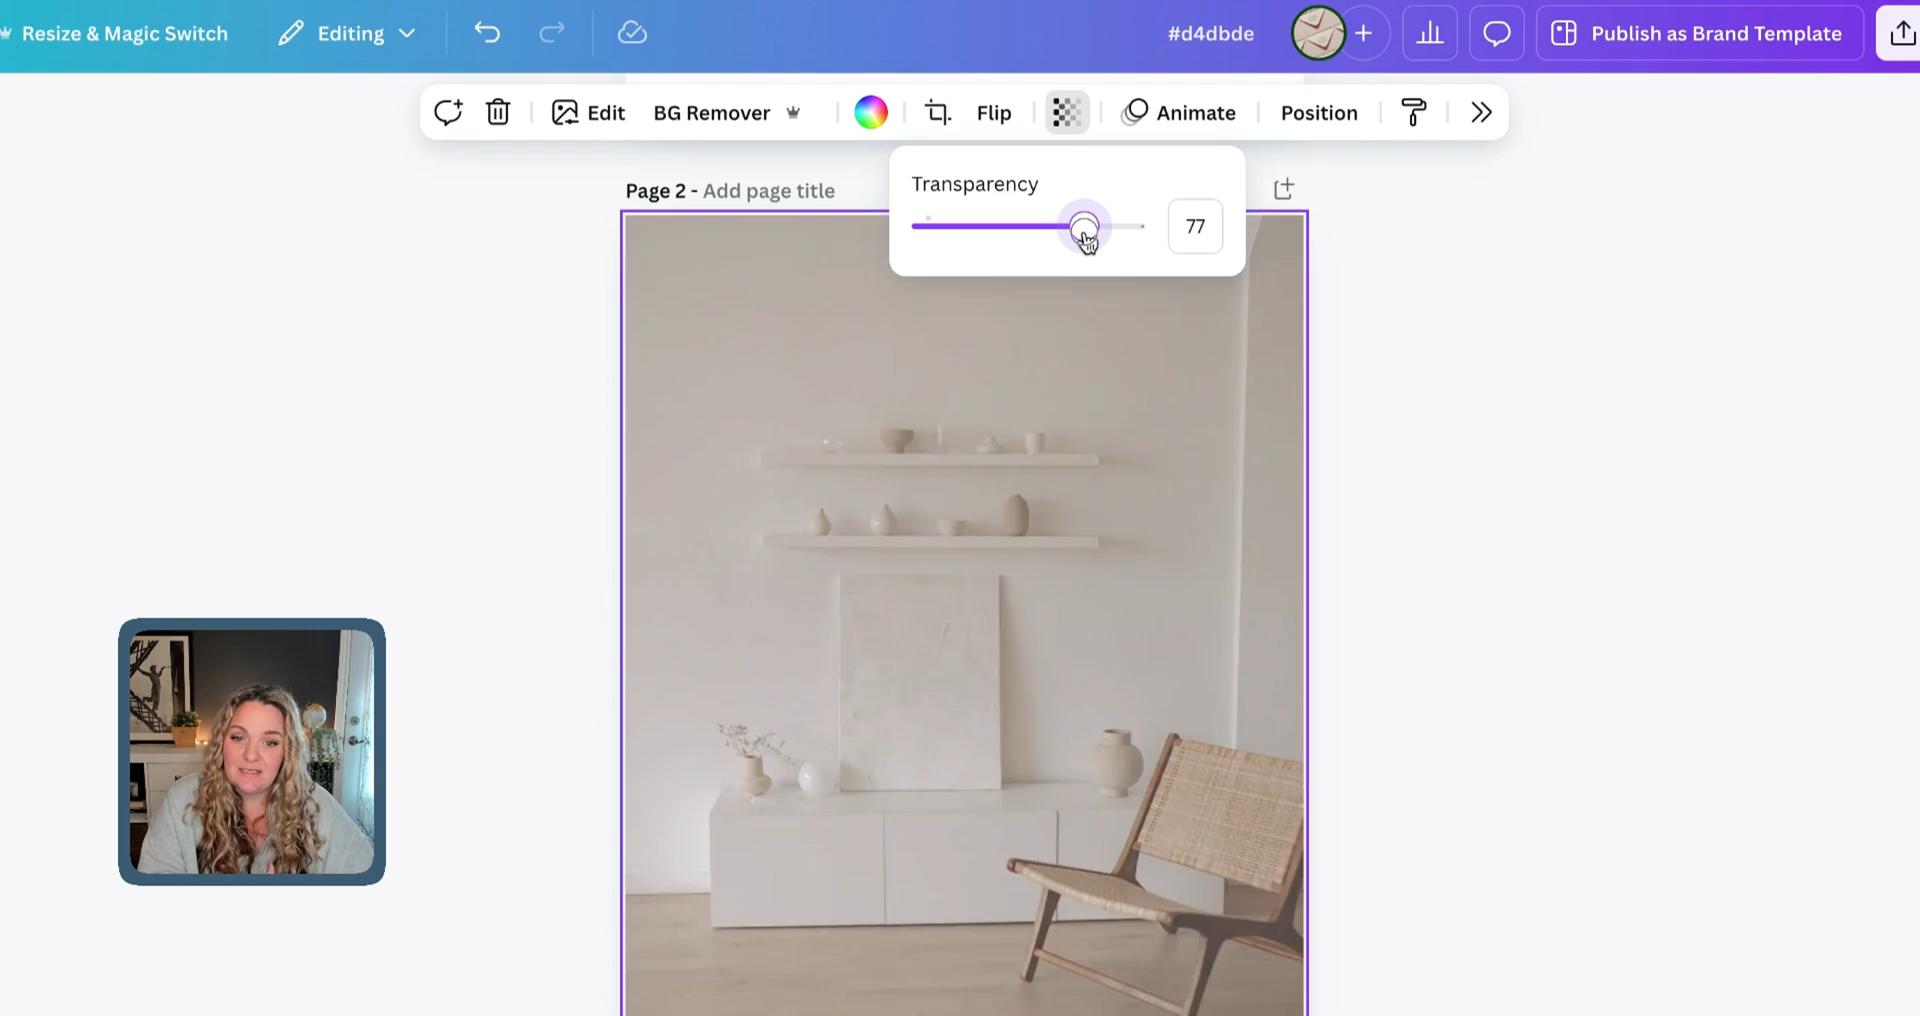 Resize & Magic Switch
Editing
#d4dbde
Publish as Brand Template
Edit
BG Remover
Flip
Animate
Position
Transparency
77
Page 2 - Add page title